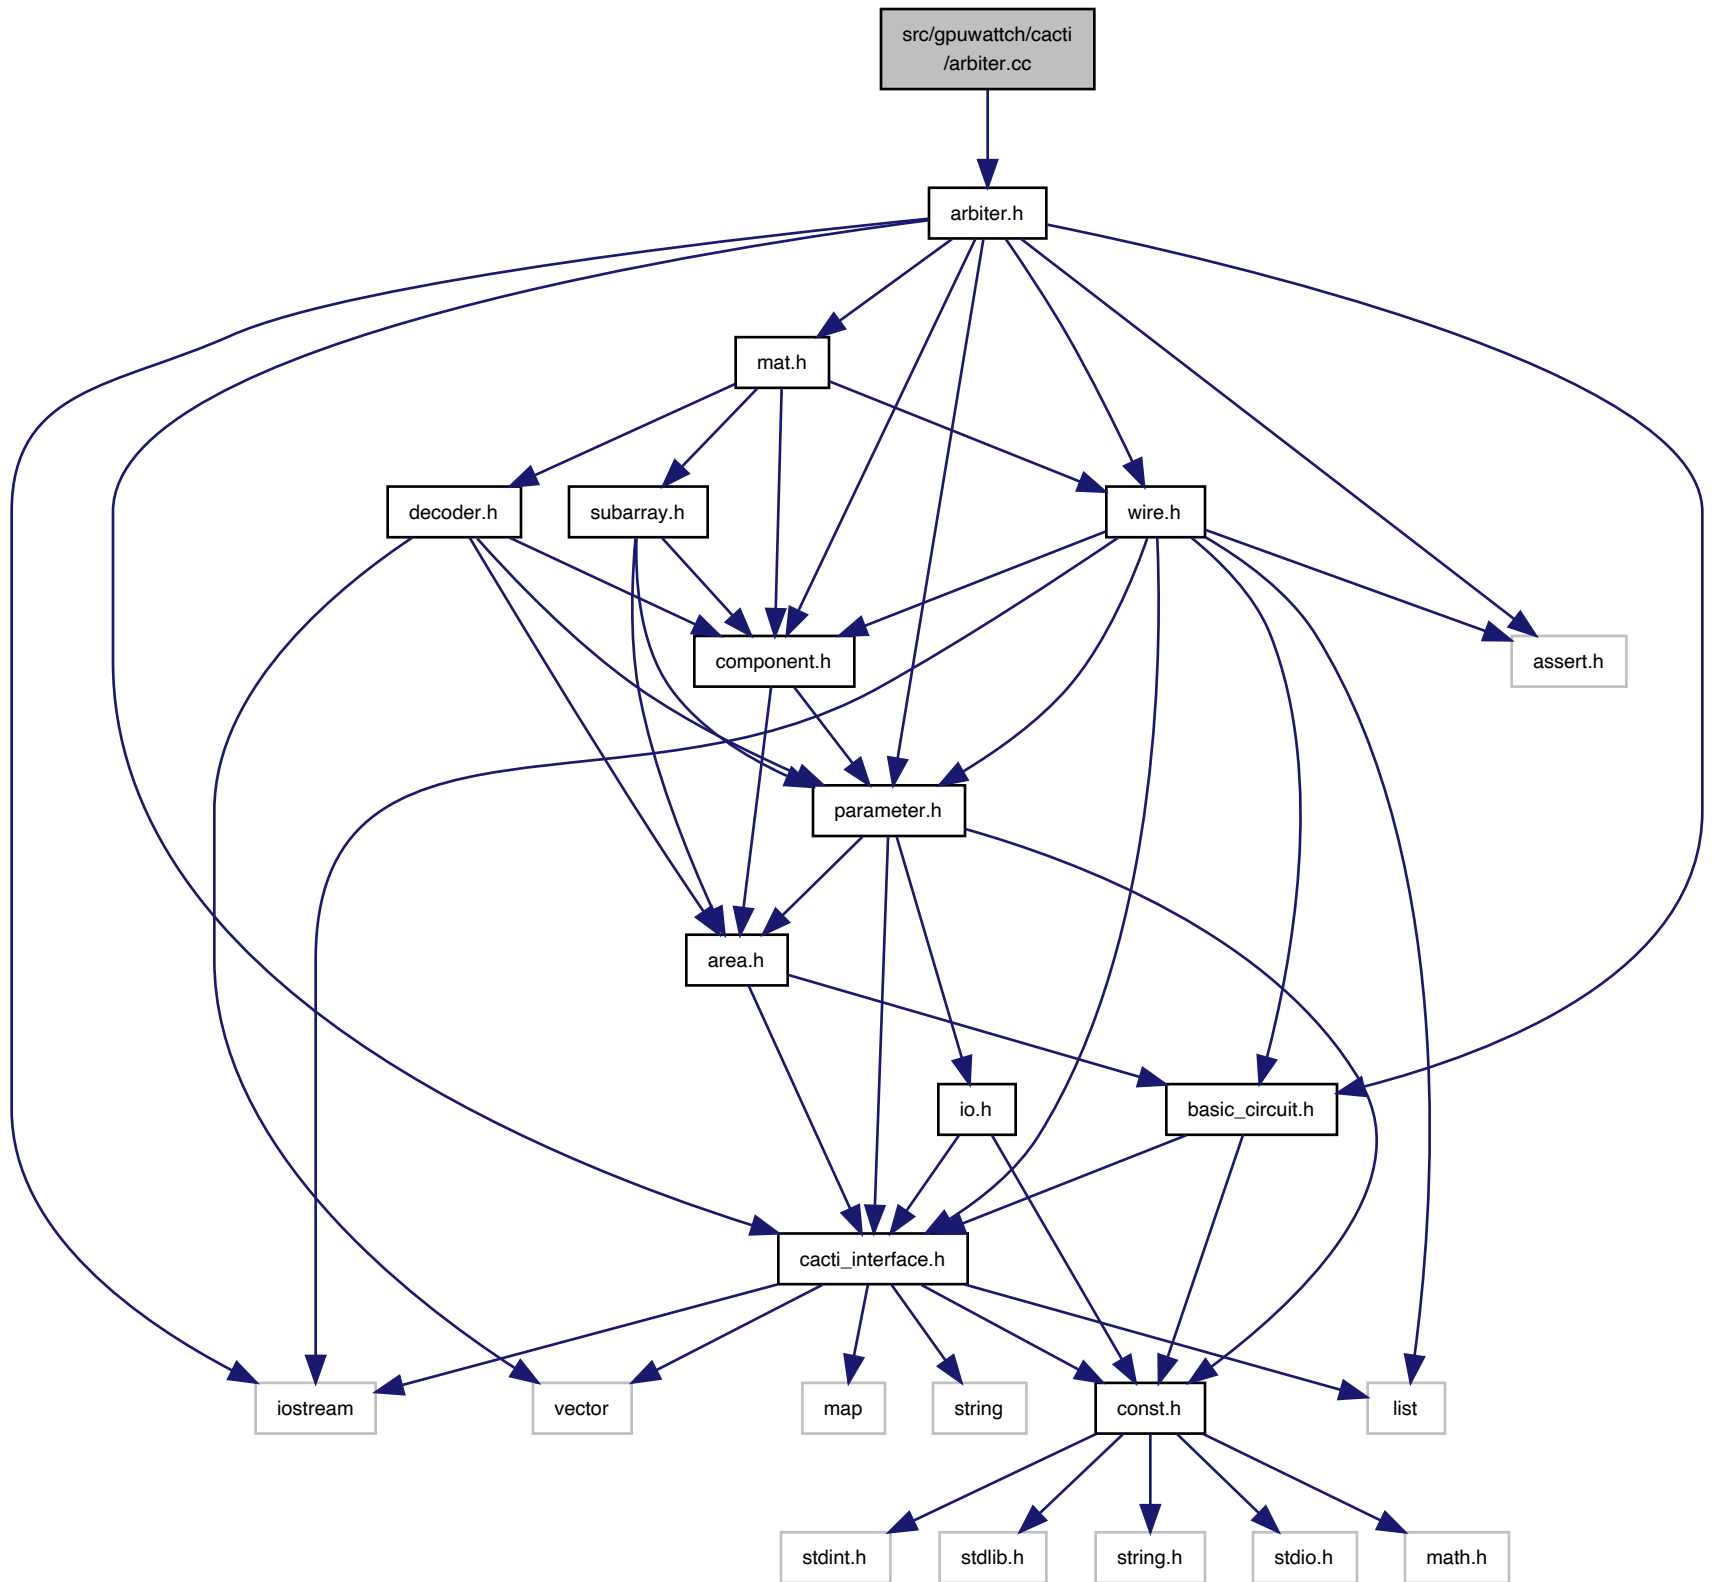 src/gpuwattch/cacti
/arbiter.cc
arbiter.h
mat.h
decoder.h
subarray.h
wire.h
component.h
assert.h
parameter.h
area.h
io.h
basic_circuit.h
cacti_interface.h
iostream
vector
map
string
const.h
list
stdint.h
stdlib.h
string.h
stdio.h
math.h